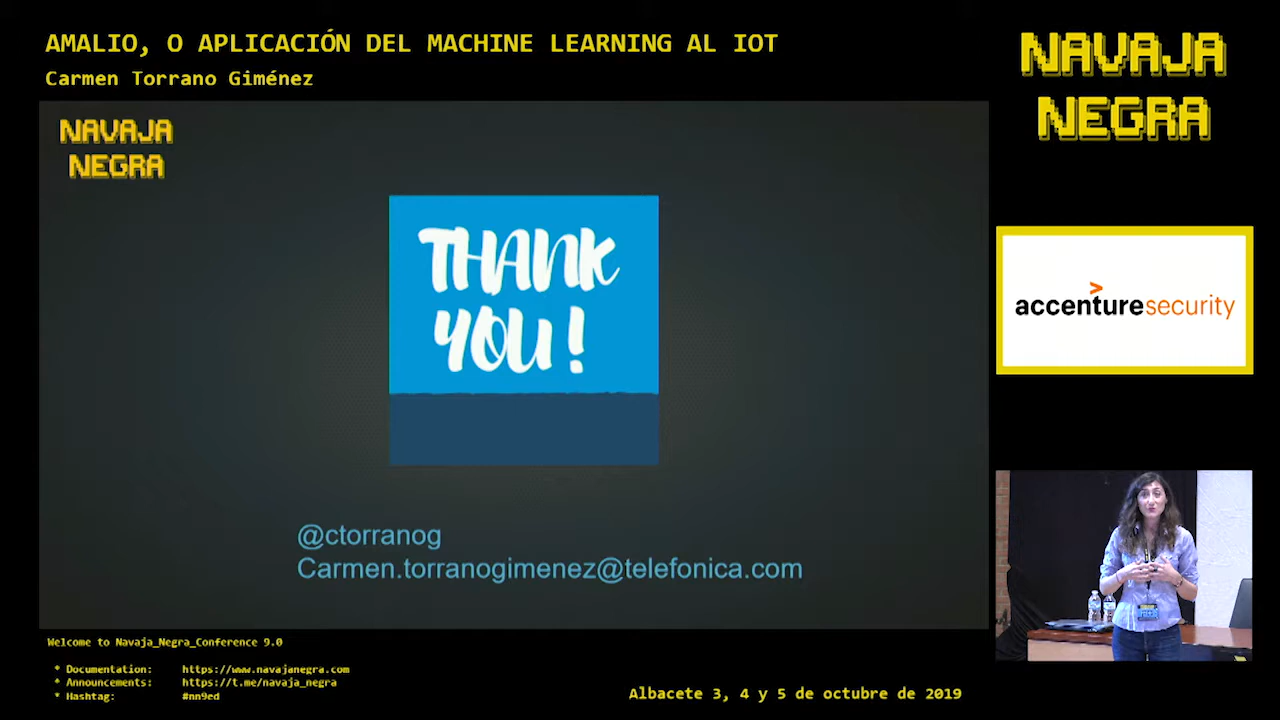 AMALIO, O APLICACIÓN DEL MACHINE LEARNING AL IOT
Carmen Torrano Giménez
NAVAJA
NEGRA
NAVAJA
NEGRA
THANK
YOU!
@ctorranog
Carmen.torranogimenez@telefonica.com
accenturesecurity
Welcome to Navaja_Negra_Conference 9.0
* Documentation: https://www.navajanegra.com
* Announcements: https://t.me/navaja_negra
* Hashtag: #nn9ed
Albacete 3, 4 y 5 de octubre de 2019